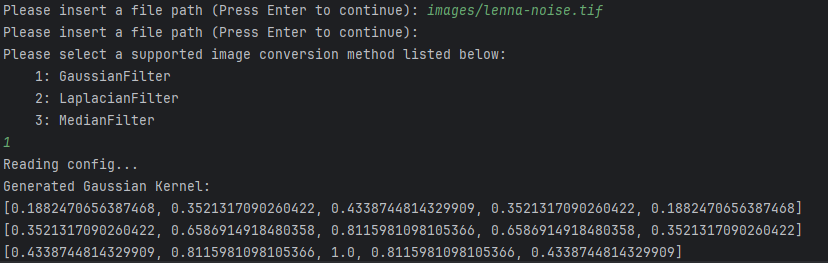 Please insert a file path (Press Enter to continue): images/lenna-noise.tif
Please insert a file path (Press Enter to continue):
Please select a supported image conversion method listed below:
    1: GaussianFilter
    2: LaplacianFilter
    3: MedianFilter
1
Reading config...
Generated Gaussian Kernel:
[0.1882470656387468, 0.3521317090260422, 0.4338744814329909, 0.3521317090260422, 0.1882470656387468]
[0.3521317090260422, 0.6586914918480358, 0.8115981098105366, 0.6586914918480358, 0.3521317090260422]
[0.4338744814329909, 0.8115981098105366, 1.0, 0.8115981098105366, 0.4338744814329909]